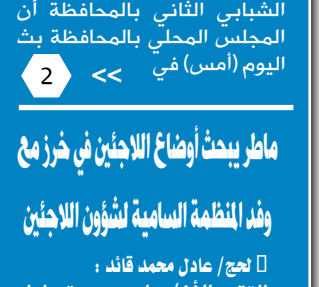 الشبابي الثاني بالمحافظة أن
المجلس المحلي بالمحافظة بث
اليوم (أمس) في >> 2
ماطر يبحث أوضاع اللاجئين في خرز مع
وفد المنظمة السامية لشؤون اللاجئين
لحج/ عادل محمد قائد :